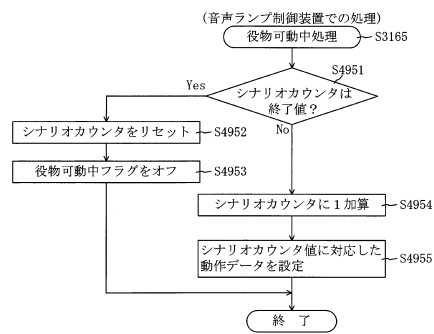 (音声ランプ制御装置での処理)
役物可動中処理
S3165
S4951
シナリオカウンタは
終了値？
Yes
No
シナリオカウンタをリセット
S4952
役物可動中フラグをオフ
S4953
シナリオカウンタに１加算
S4954
シナリオカウンタ値に対応した
動作データを設定
S4955
終 了